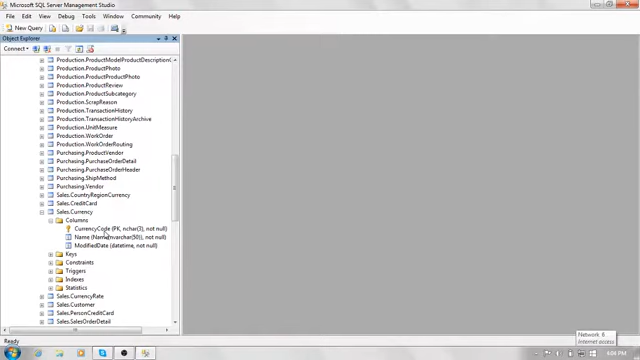 Microsoft SQL Server Management Studio
File Edit View Debug Tools Window Community Help
New Query
Object Explorer
Connect
Production.ProductModelProductDescription
Production.ProductPhoto
Production.ProductProductPhoto
Production.ProductReview
Production.ProductSubcategory
Production.ScrapReason
Production.TransactionHistory
Production.TransactionHistoryArchive
Production.UnitMeasure
Production.WorkOrder
Production.WorkOrderRouting
Purchasing.ProductVendor
Purchasing.PurchaseOrderDetail
Purchasing.PurchaseOrderHeader
Purchasing.ShipMethod
Purchasing.Vendor
Sales.CountryRegionCurrency
Sales.CreditCard
Sales.Currency
Columns
CurrencyCode (PK, nchar(3), not null)
Name (Name(nvarchar(50)), not null)
ModifiedDate (datetime, not null)
Keys
Constraints
Triggers
Indexes
Statistics
Sales.CurrencyRate
Sales.Customer
Sales.PersonCreditCard
Sales.SalesOrderDetail
Ready
Network 8
Internet access
4:04 PM